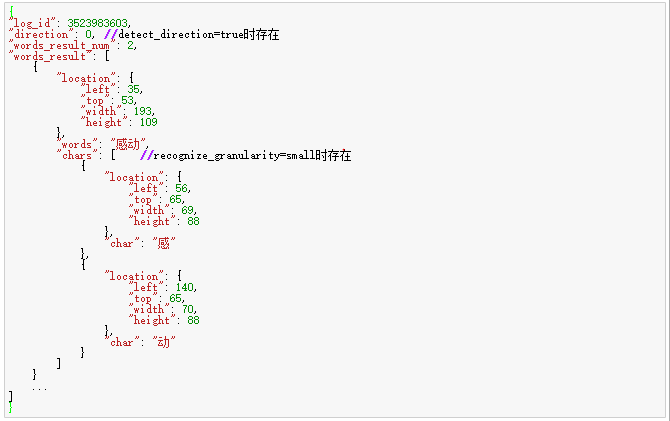 {
"log_id": 3523983603,
"direction": 0, //detect_direction=true时存在
"words_result_num": 2,
"words_result": [
    {
        "location": {
            "left": 35,
            "top": 53,
            "width": 193,
            "height": 109
        },
        "words": "感动",
        "chars": [    //recognize_granularity=small时存在
            {
                "location": {
                    "left": 56,
                    "top": 65,
                    "width": 69,
                    "height": 88
                },
                "char": "感"
            },
            {
                "location": {
                    "left": 140,
                    "top": 65,
                    "width": 70,
                    "height": 88
                },
                "char": "动"
            }
        ]
    }
    ...
]
}